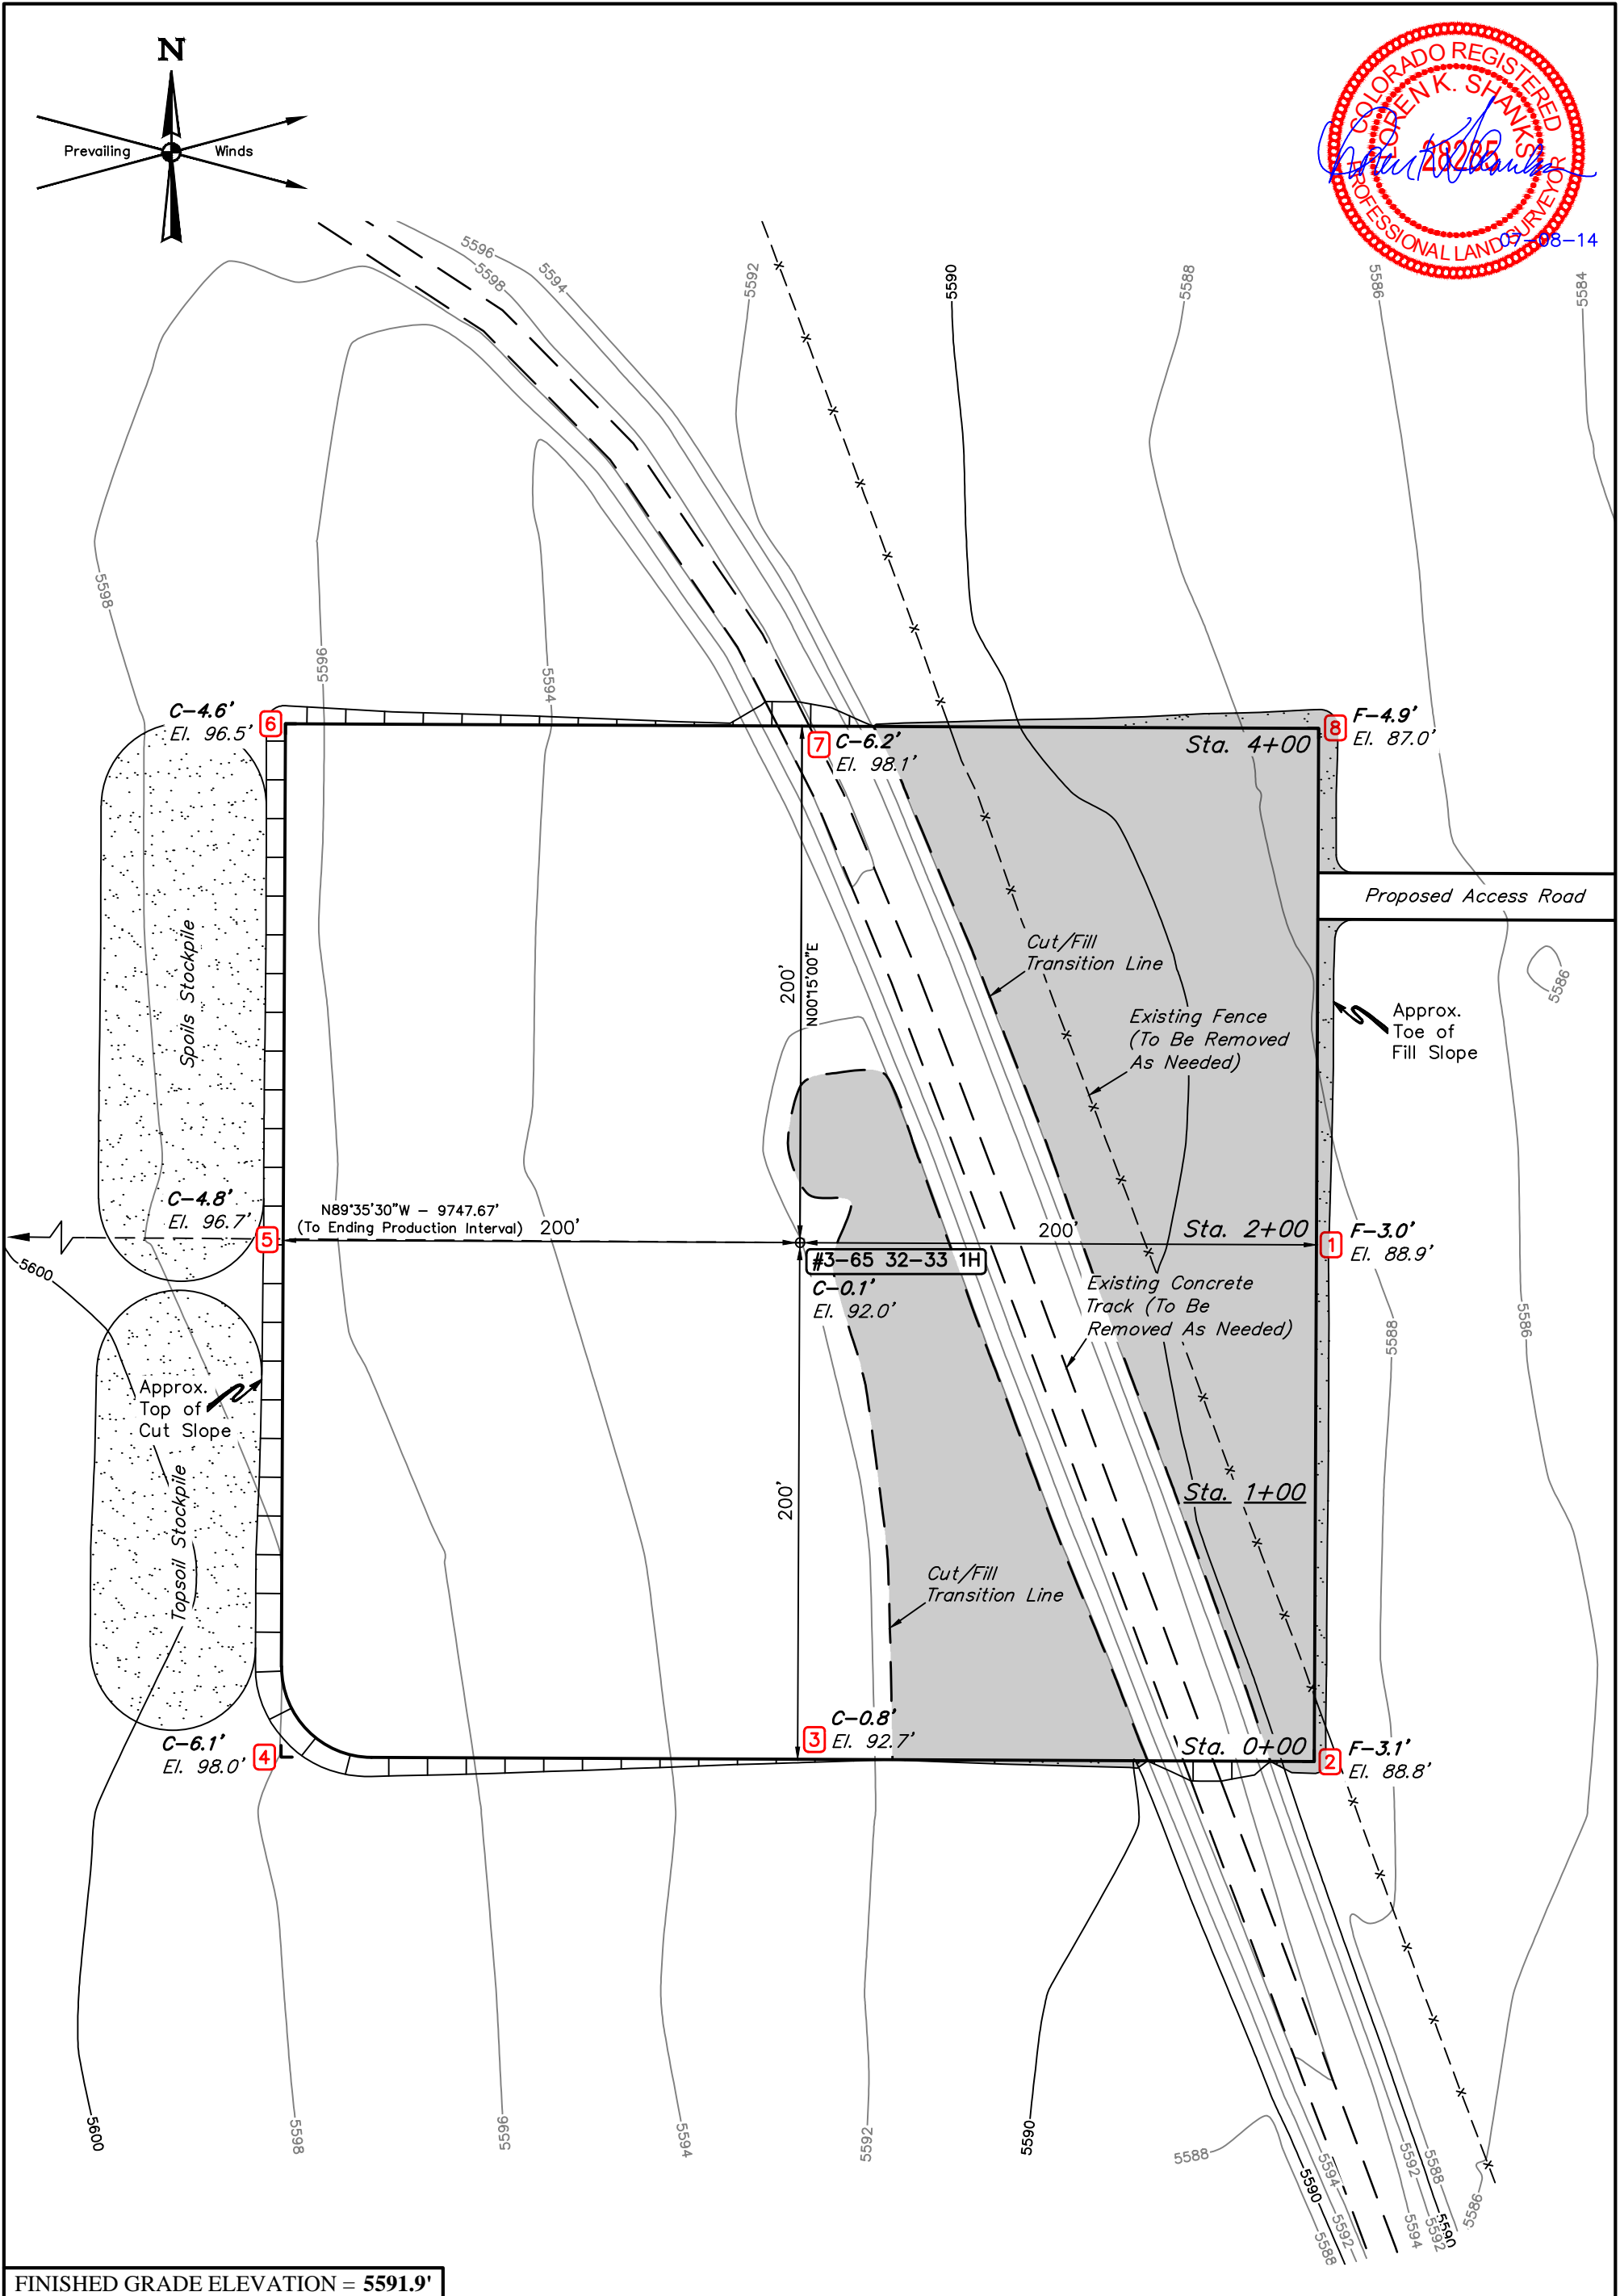 N
Prevailing Winds
COLORADO REGISTERED
LOREN K. SHANKS
28285
PROFESSIONAL LAND SURVEYOR
07-08-14
5596
5598
5594
5592
5590
5588
5586
5584
5598
5596
5594
C-4.6'
El. 96.5'
6
7
C-6.2'
El. 98.1'
Sta. 4+00
8
F-4.9'
El. 87.0'
Proposed Access Road
Spoils Stockpile
200'
N00°15'00"E
Cut/Fill
Transition Line
5586
Existing Fence
(To Be Removed
As Needed)
Approx.
Toe of
Fill Slope
C-4.8'
El. 96.7'
5
N89°35'30"W - 9747.67'
(To Ending Production Interval)
200'
200'
Sta. 2+00
1
F-3.0'
El. 88.9'
5600
#3-65 32-33 1H
C-0.1'
El. 92.0'
Existing Concrete
Track (To Be
Removed As Needed)
5588
5586
Approx.
Top of
Cut Slope
Topsoil Stockpile
200'
Sta. 1+00
Cut/Fill
Transition Line
C-6.1'
El. 98.0'
4
3
C-0.8'
El. 92.7'
Sta. 0+00
2
F-3.1'
El. 88.8'
5600
5598
5596
5594
5592
5590
5588
5590
5588
5592
5594
5594
5592
5592
5590
5588
5586
FINISHED GRADE ELEVATION = 5591.9'